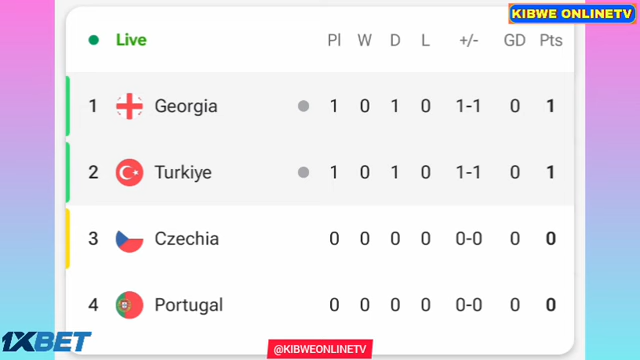 KIBWE ONLINETV
Live Pl W D L +/- GD Pts
1 Georgia 1 0 1 0 1-1 0 1
2 Turkiye 1 0 1 0 1-1 0 1
3 Czechia 0 0 0 0 0-0 0 0
4 Portugal 0 0 0 0 0-0 0 0
1XBET
@KIBWEONLINETV